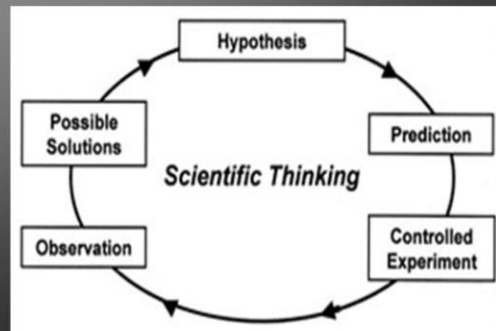 Hypothesis
Possible
Solutions
Prediction
Scientific Thinking
Observation
Controlled
Experiment